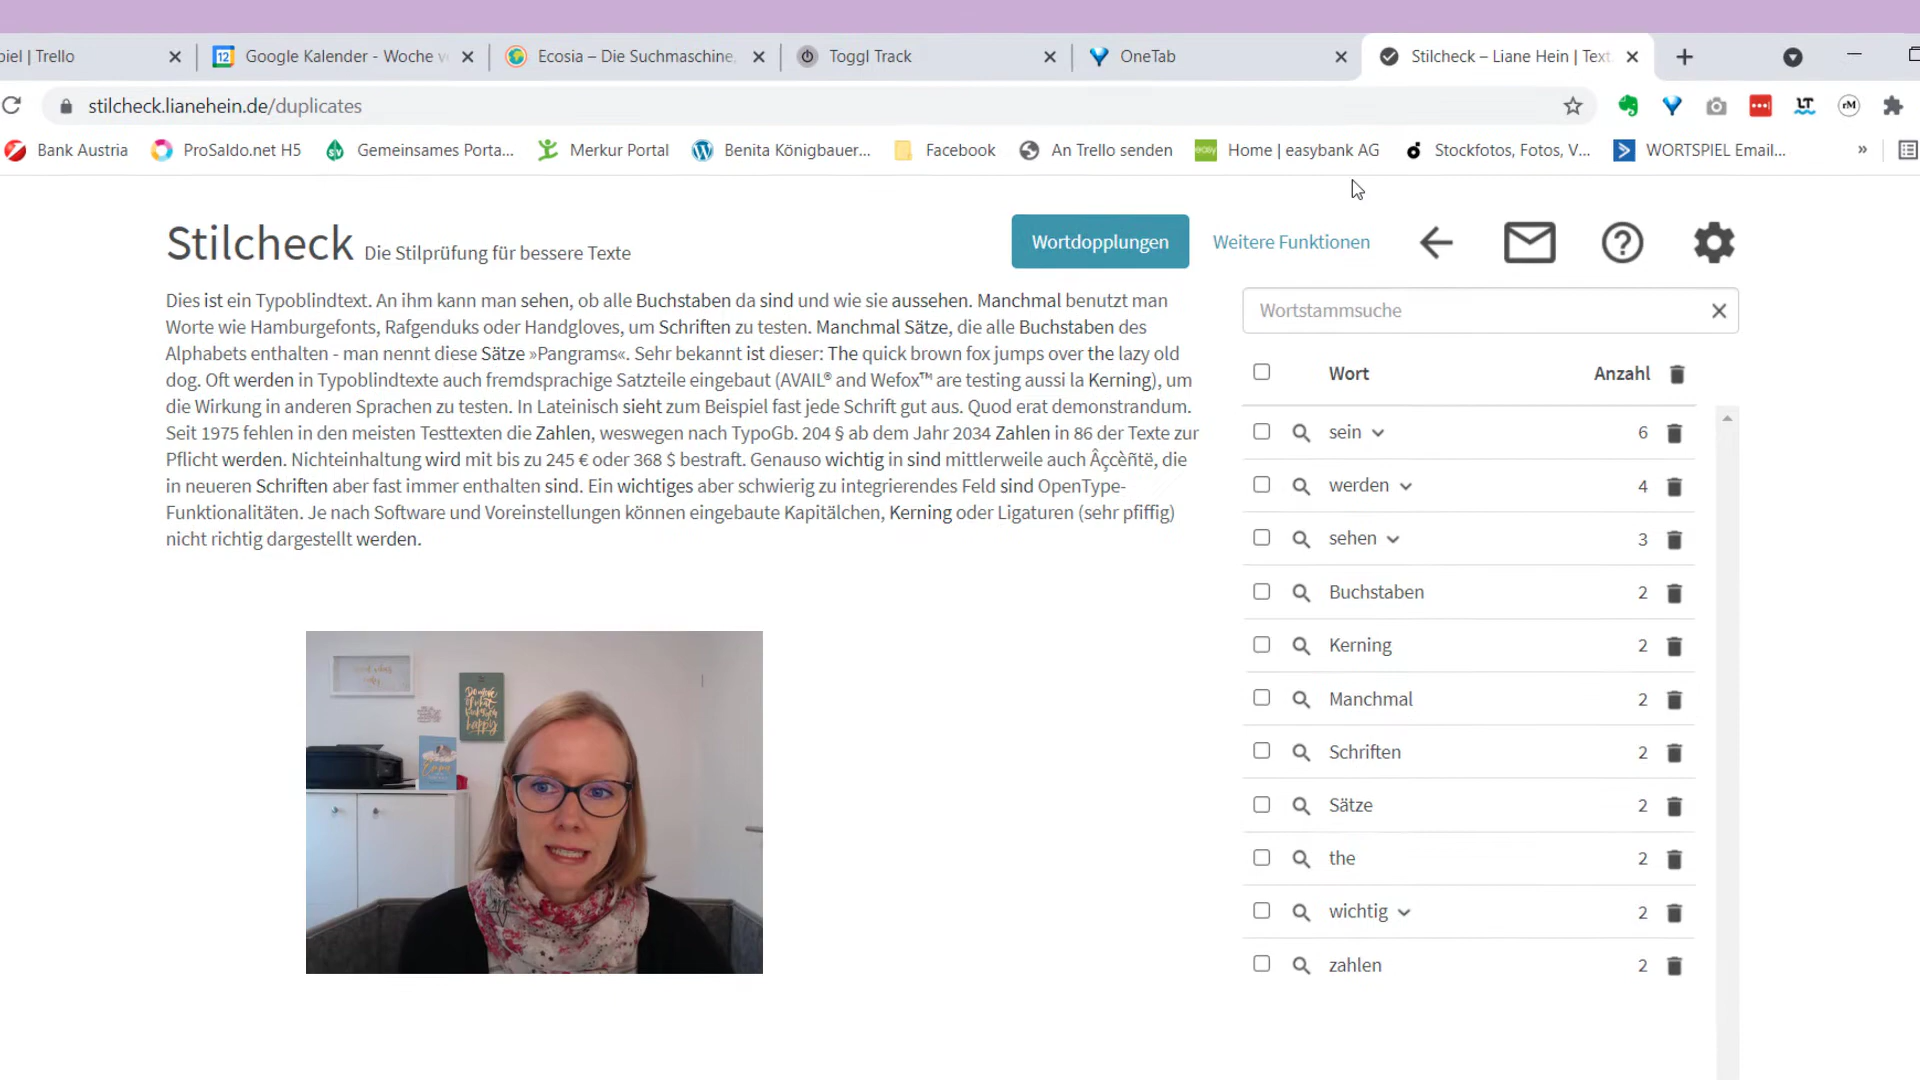 piel | Trello
12
Google Kalender - Woche v
Ecosia – Die Suchmaschine,
Toggl Track
OneTab
Stilcheck – Liane Hein | Text
stilcheck.lianehein.de/duplicates
LT
rM
Bank Austria
ProSaldo.net H5
Gemeinsames Porta...
Merkur Portal
Benita Königbauer...
Facebook
An Trello senden
easy
Home | easybank AG
Stockfotos, Fotos, V...
WORTSPIEL Email...
»
Stilcheck Die Stilprüfung für bessere Texte
Wortdopplungen
Weitere Funktionen
Dies ist ein Typoblindtext. An ihm kann man sehen, ob alle Buchstaben da sind und wie sie aussehen. Manchmal benutzt man
Worte wie Hamburgefonts, Rafgenduks oder Handgloves, um Schriften zu testen. Manchmal Sätze, die alle Buchstaben des
Alphabets enthalten - man nennt diese Sätze »Pangrams«. Sehr bekannt ist dieser: The quick brown fox jumps over the lazy old
dog. Oft werden in Typoblindtexte auch fremdsprachige Satzteile eingebaut (AVAIL® and Wefox™ are testing aussi la Kerning), um
die Wirkung in anderen Sprachen zu testen. In Lateinisch sieht zum Beispiel fast jede Schrift gut aus. Quod erat demonstrandum.
Seit 1975 fehlen in den meisten Testtexten die Zahlen, weswegen nach TypoGb. 204 § ab dem Jahr 2034 Zahlen in 86 der Texte zur
Pflicht werden. Nichteinhaltung wird mit bis zu 245 € oder 368 $ bestraft. Genauso wichtig in sind mittlerweile auch Âçcèñtë, die
in neueren Schriften aber fast immer enthalten sind. Ein wichtiges aber schwierig zu integrierendes Feld sind OpenType-
Funktionalitäten. Je nach Software und Voreinstellungen können eingebaute Kapitälchen, Kerning oder Ligaturen (sehr pfiffig)
nicht richtig dargestellt werden.
Wortstammsuche
Wort Anzahl
sein 6
werden 4
sehen 3
Buchstaben 2
Kerning 2
Manchmal 2
Schriften 2
Sätze 2
the 2
wichtig 2
zahlen 2
Do more
of what
makes you
happy